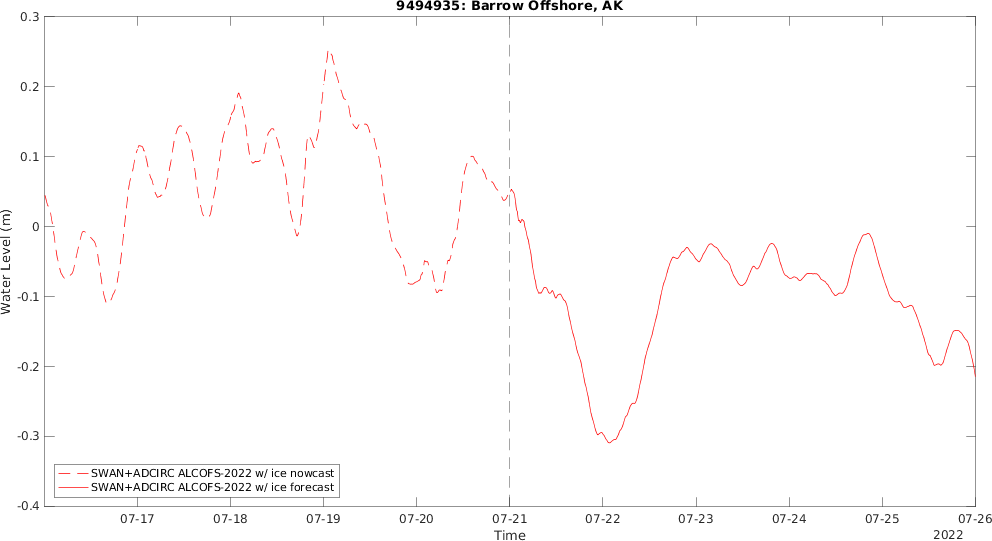 9494935: Barrow Offshore, AK
0.3
0.2
0.1
0
-0.1
-0.2
-0.3
-0.4
Water Level (m)
SWAN+ADCIRC ALCOFS-2022 w/ ice nowcast
SWAN+ADCIRC ALCOFS-2022 w/ ice forecast
07-17 07-18 07-19 07-20 07-21 07-22 07-23 07-24 07-25 07-26
Time
2022